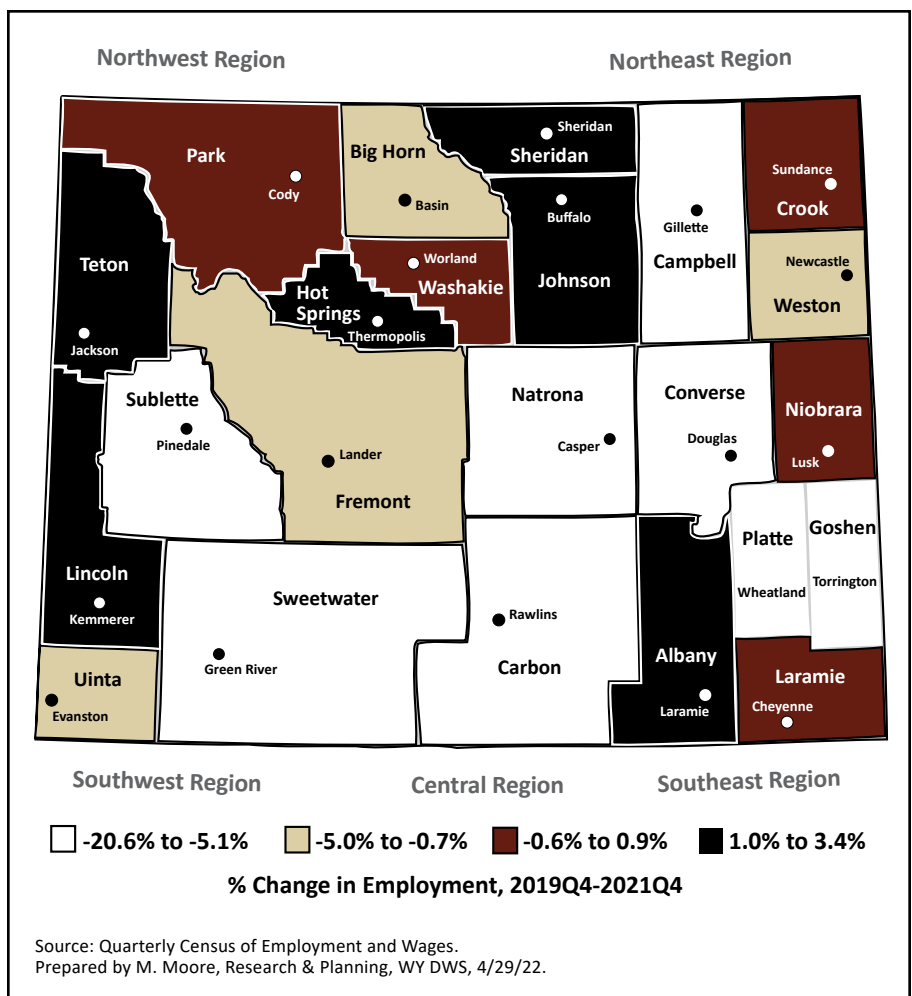 Northwest Region
Northeast Region
Park
Cody
Big Horn
Basin
Sheridan
Sheridan
Buffalo
Johnson
Gillette
Campbell
Sundance
Crook
Newcastle
Weston
Teton
Jackson
Hot
Springs
Thermopolis
Worland
Washakie
Sublette
Pinedale
Lander
Fremont
Natrona
Casper
Converse
Douglas
Niobrara
Lusk
Platte
Wheatland
Goshen
Torrington
Lincoln
Kemmerer
Sweetwater
Green River
Rawlins
Carbon
Albany
Laramie
Laramie
Cheyenne
Uinta
Evanston
Southwest Region
Central Region
Southeast Region
-20.6% to -5.1%
-5.0% to -0.7%
-0.6% to 0.9%
1.0% to 3.4%
% Change in Employment, 2019Q4-2021Q4
Source: Quarterly Census of Employment and Wages.
Prepared by M. Moore, Research & Planning, WY DWS, 4/29/22.